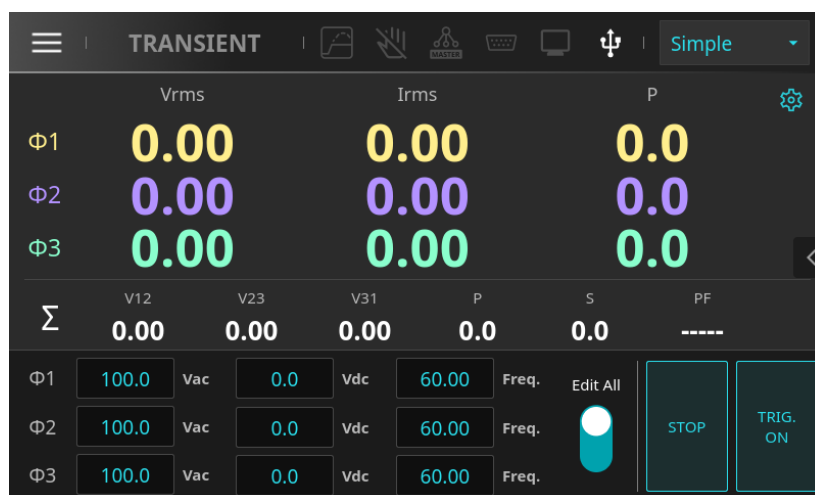 TRANSIENT MASTER Simple
Vrms Irms P
Φ1 0.00 0.00 0.0
Φ2 0.00 0.00 0.0
Φ3 0.00 0.00 0.0
V12 V23 V31 P S PF
Σ 0.00 0.00 0.00 0.0 0.0 -----
Φ1 100.0 Vac 0.0 Vdc 60.00 Freq. Edit All
Φ2 100.0 Vac 0.0 Vdc 60.00 Freq. STOP TRIG. ON
Φ3 100.0 Vac 0.0 Vdc 60.00 Freq.